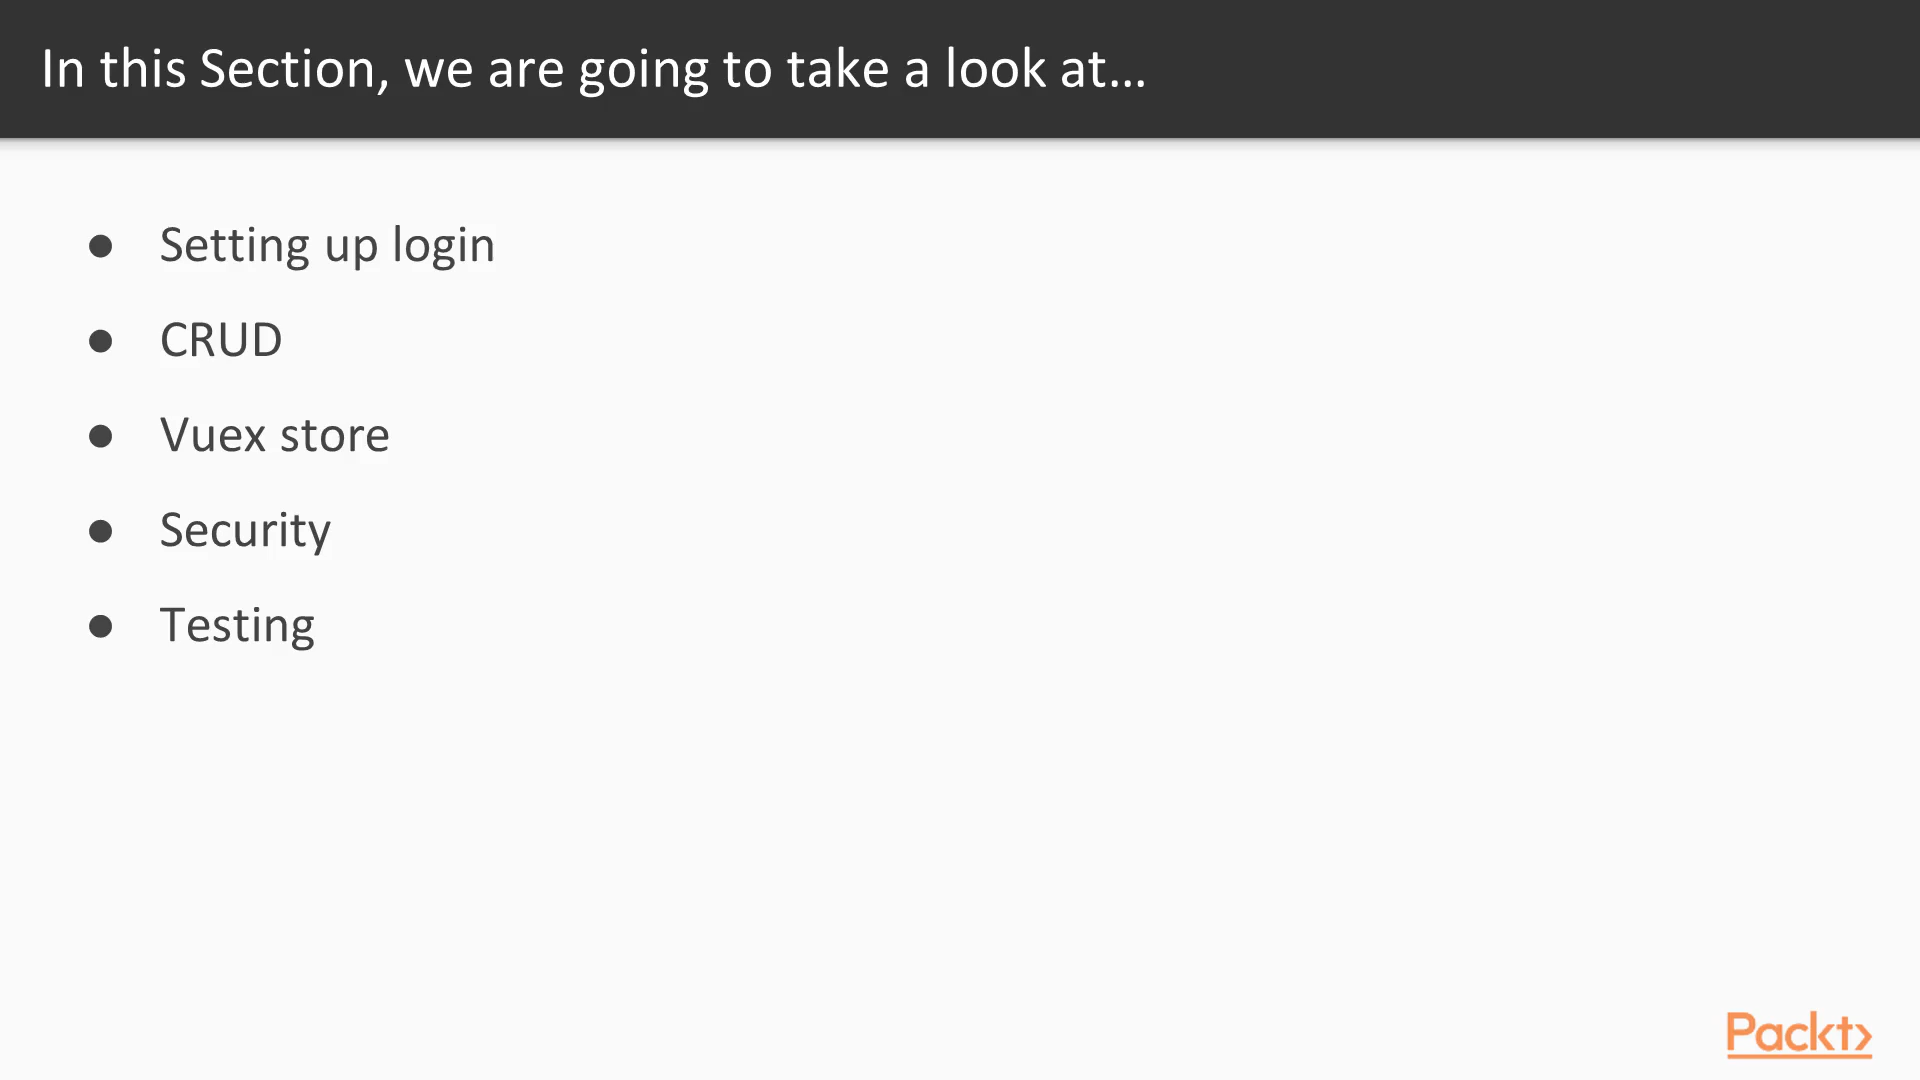 In this Section, we are going to take a look at...
● Setting up login
● CRUD
● Vuex store
● Security
● Testing
Packt>